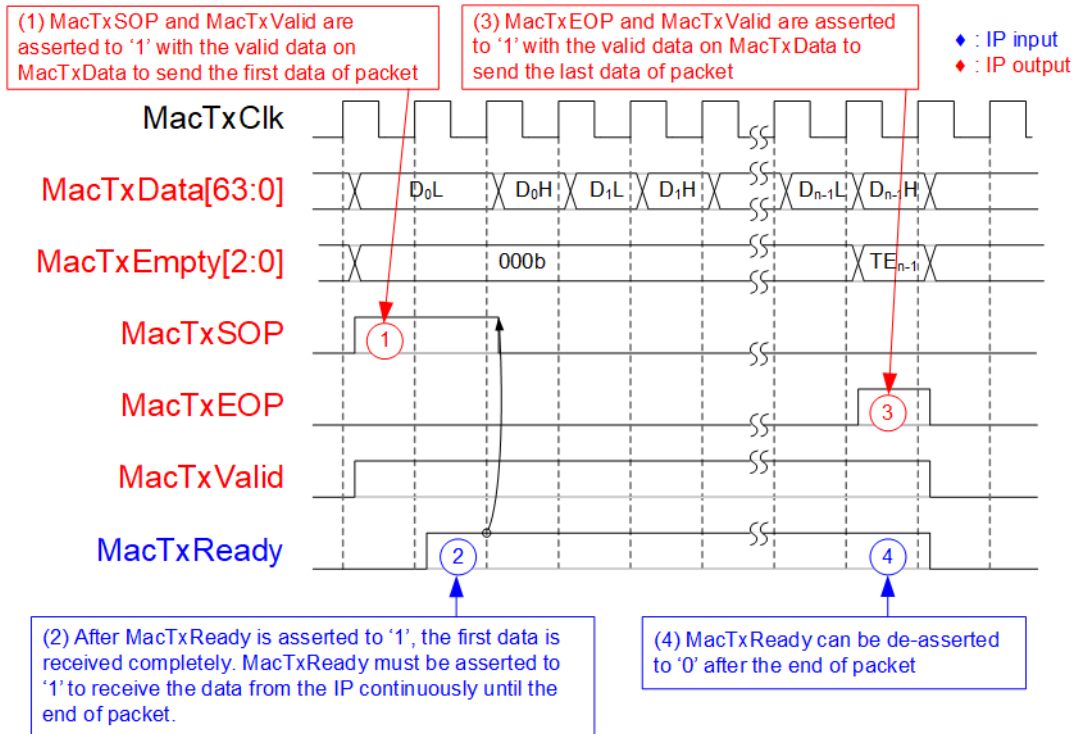 (1) MacTxSOP and MacTxValid are
asserted to ‘1’ with the valid data on
MacTxData to send the first data of packet
(3) MacTxEOP and MacTxValid are asserted
to ‘1’ with the valid data on MacTxData to
send the last data of packet
♦ : IP input
♦ : IP output
MacTxClk
MacTxData[63:0]
D₀L
D₀H
D₁L
D₁H
Dₙ₋₁L
Dₙ₋₁H
MacTxEmpty[2:0]
000b
TEₙ₋₁
MacTxSOP
1
MacTxEOP
3
MacTxValid
MacTxReady
2
4
(2) After MacTxReady is asserted to ‘1’, the first data is
received completely. MacTxReady must be asserted to
‘1’ to receive the data from the IP continuously until the
end of packet.
(4) MacTxReady can be de-asserted
to ‘0’ after the end of packet